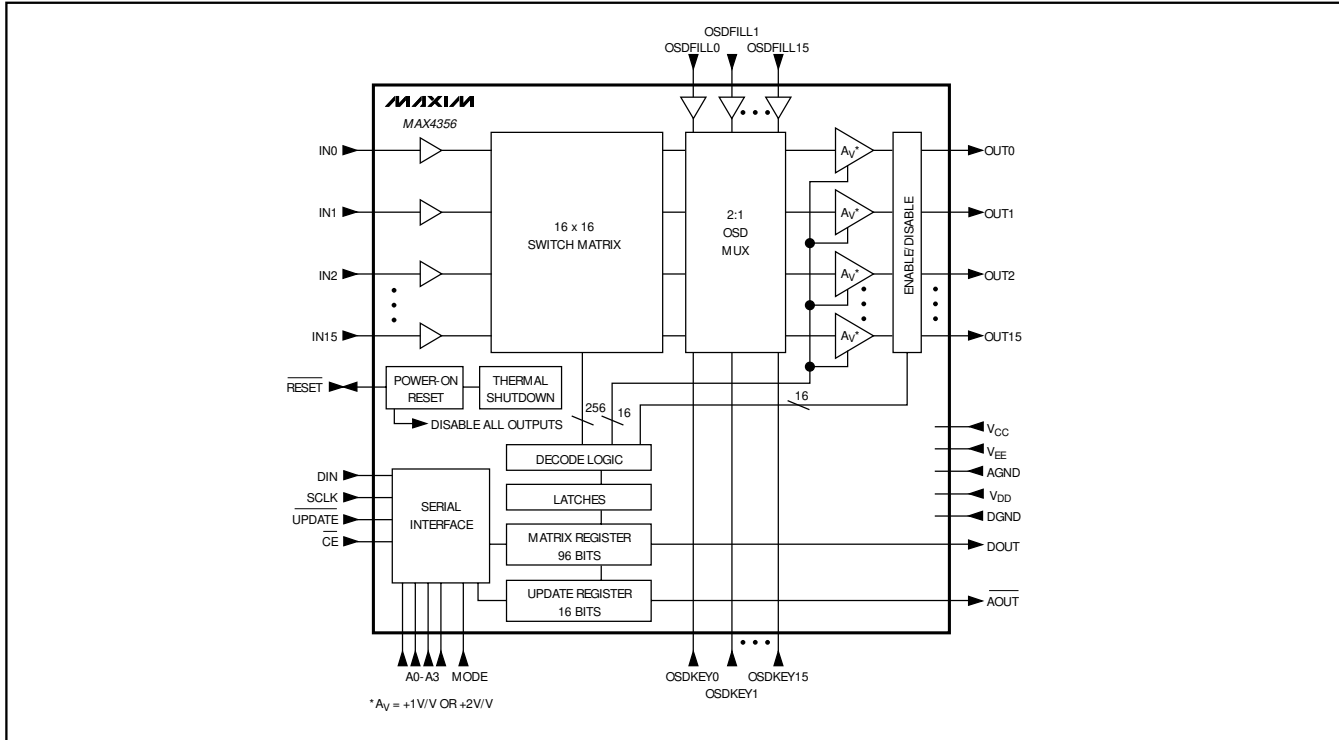 OSDFILL1
OSDFILL0 OSDFILL15
MAXIM
MAX4356
IN0
IN1
IN2
IN15
16 x 16
SWITCH MATRIX
2:1
OSD
MUX
AV*
AV*
AV*
AV*
ENABLE/DISABLE
OUT0
OUT1
OUT2
OUT15
RESET
POWER-ON
RESET
THERMAL
SHUTDOWN
DISABLE ALL OUTPUTS
256
16
16
DECODE LOGIC
LATCHES
MATRIX REGISTER
96 BITS
UPDATE REGISTER
16 BITS
DIN
SCLK
UPDATE
CE
SERIAL
INTERFACE
VCC
VEE
AGND
VDD
DGND
DOUT
AOUT
A0-A3 MODE
OSDKEY0 OSDKEY15
OSDKEY1
*AV = +1V/V OR +2V/V